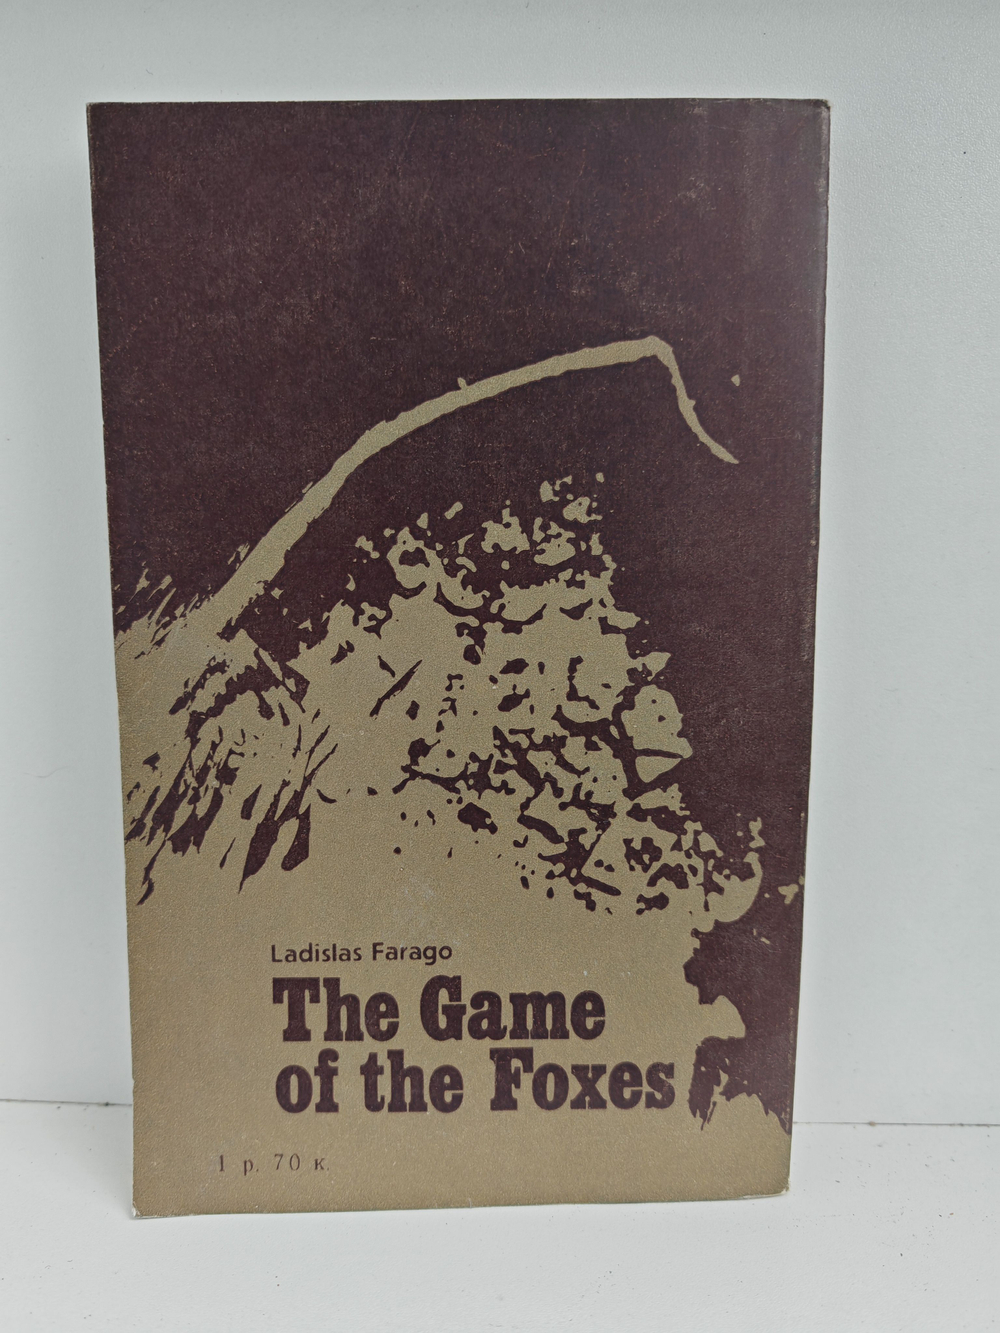 Ladislas Farago
The Game
of the Foxes
1 р. 70 к.